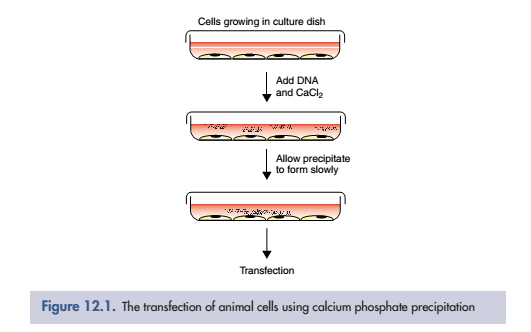 Cells growing in culture dish
Add DNA
and CaCl₂
Allow precipitate
to form slowly
Transfection
Figure 12.1. The transfection of animal cells using calcium phosphate precipitation